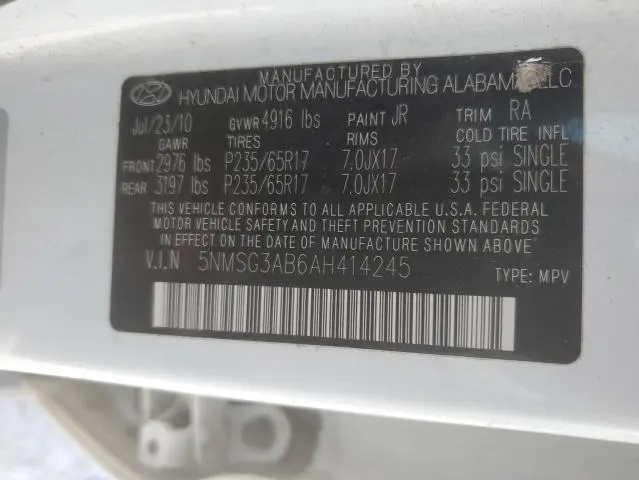 MANUFACTURED BY
HYUNDAI MOTOR MANUFACTURING ALABAMA, LLC
Jul/23/10 GVWR 4916 lbs PAINT JR TRIM RA
GAWR TIRES RIMS COLD TIRE INFL
FRONT 2976 lbs P235/65R17 7.0JX17 33 psi SINGLE
REAR 3197 lbs P235/65R17 7.0JX17 33 psi SINGLE
THIS VEHICLE CONFORMS TO ALL APPLICABLE U.S.A. FEDERAL
MOTOR VEHICLE SAFETY AND THEFT PREVENTION STANDARDS
IN EFFECT ON THE DATE OF MANUFACTURE SHOWN ABOVE
V.I.N 5NMSG3AB6AH414245 TYPE: MPV